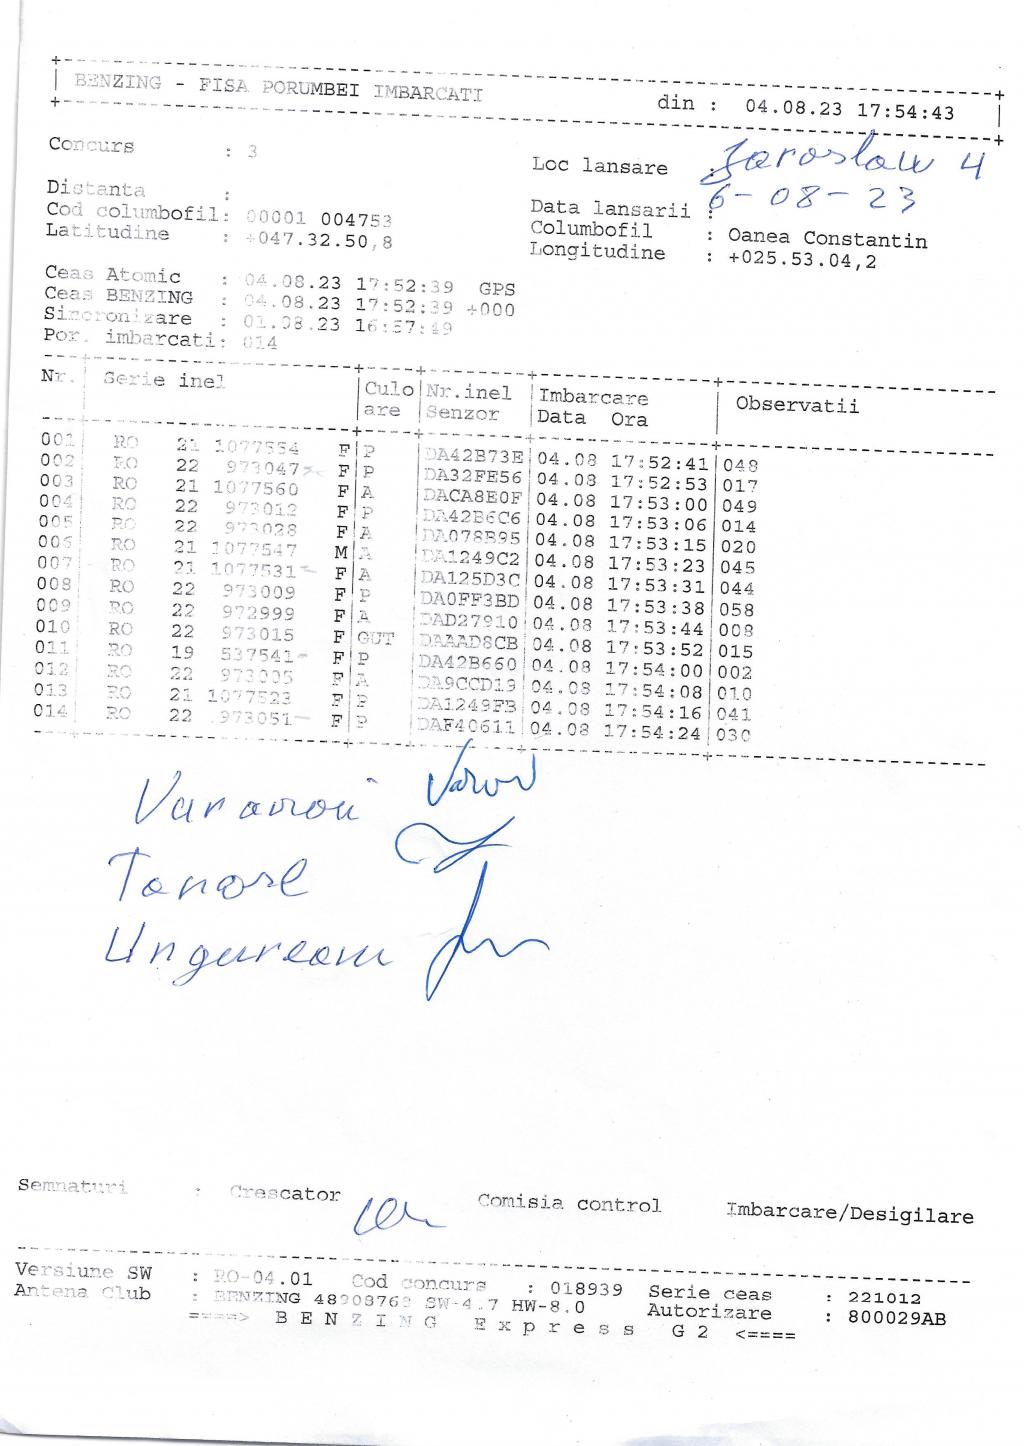 BENZING - FISA PORUMBEI IMBARCATI din : 04.08.23 17:54:43
Concurs : 3
Loc lansare : Jaroslaw 4
Distanta :
Data lansarii : 6-08-23
Cod columbofil: 00001 004753
Columbofil : Oanea Constantin
Latitudine : +047.32.50,8
Longitudine : +025.53.04,2
Ceas Atomic : 04.08.23 17:52:39 GPS
Ceas BENZING : 04.08.23 17:52:39 +000
Sincronizare : 01.08.23 16:57:49
Por. imbarcati: 014
Nr. Serie inel Culo Nr.inel Imbarcare Observatii
are Senzor Data Ora
001 RO 21 1077554 F P DA42B73E 04.08 17:52:41 048
002 RO 22 973047 F P DA32FE56 04.08 17:52:53 017
003 RO 21 1077560 F A DACA8E0F 04.08 17:53:00 049
004 RO 22 973012 F P DA42B6C6 04.08 17:53:06 014
005 RO 22 973028 F A DA078B95 04.08 17:53:15 020
006 RO 21 1077547 M A DA1249C2 04.08 17:53:23 045
007 RO 21 1077531 F A DA125D3C 04.08 17:53:31 044
008 RO 22 973009 F P DA0FF3BD 04.08 17:53:38 058
009 RO 22 972999 F A DAD27910 04.08 17:53:44 008
010 RO 22 973015 F GUT DAAAD8CB 04.08 17:53:52 015
011 RO 19 537541 F P DA42B660 04.08 17:54:00 002
012 RO 22 973005 F A DA9CCD19 04.08 17:54:08 010
013 RO 21 1077523 F P DA1249FB 04.08 17:54:16 041
014 RO 22 973051 F P DAF40611 04.08 17:54:24 030
Tanase
Ungureanu
Semnaturi : Crescator Comisia control Imbarcare/Desigilare
Versiune SW : RO-04.01 Cod concurs : 018939 Serie ceas : 221012
Antena Club : BENZING 48908768 SW-4.7 HW-8.0 Autorizare : 800029AB
====> B E N Z I N G E x p r e s s G 2 <====